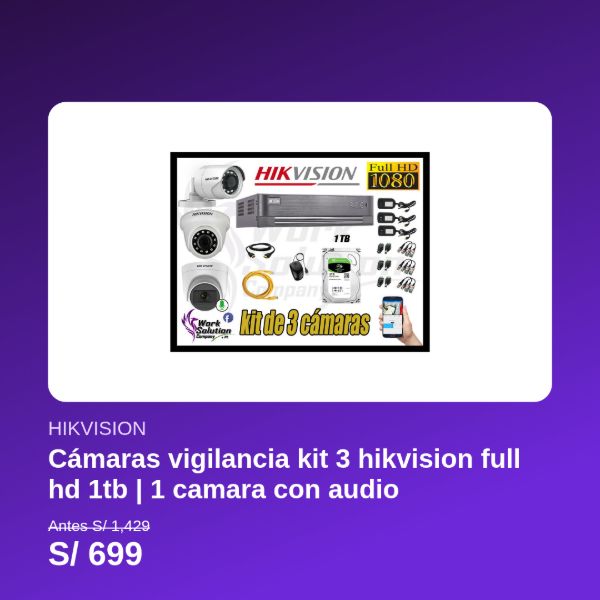 HIKVISION
Full HD
1080
1 TB
Work
Solution
Company
kit de 3 cámaras
HIKVISION
Cámaras vigilancia kit 3 hikvision full
hd 1tb | 1 camara con audio
Antes S/ 1,429
S/ 699